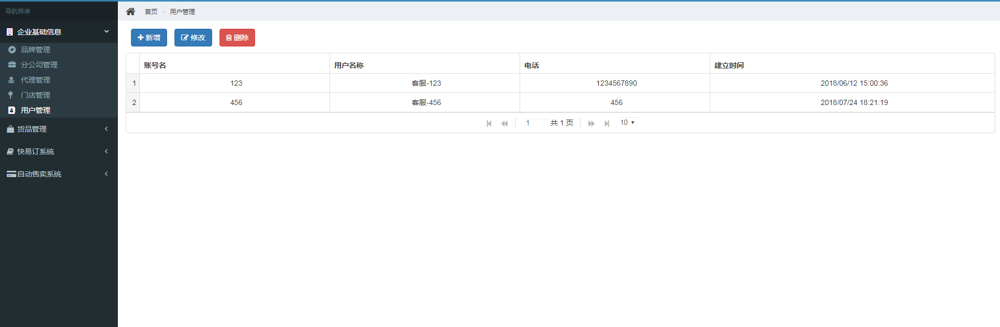 导航菜单
企业基础信息
品牌管理
分公司管理
代理管理
门店管理
用户管理
货品管理
快易订系统
自动售卖系统
首页 > 用户管理
新增 修改 删除
账号名 用户名称 电话 建立时间
1 123 客服-123 1234567890 2018/06/12 15:00:36
2 456 客服-456 456 2018/07/24 18:21:19
1 共 1 页 10